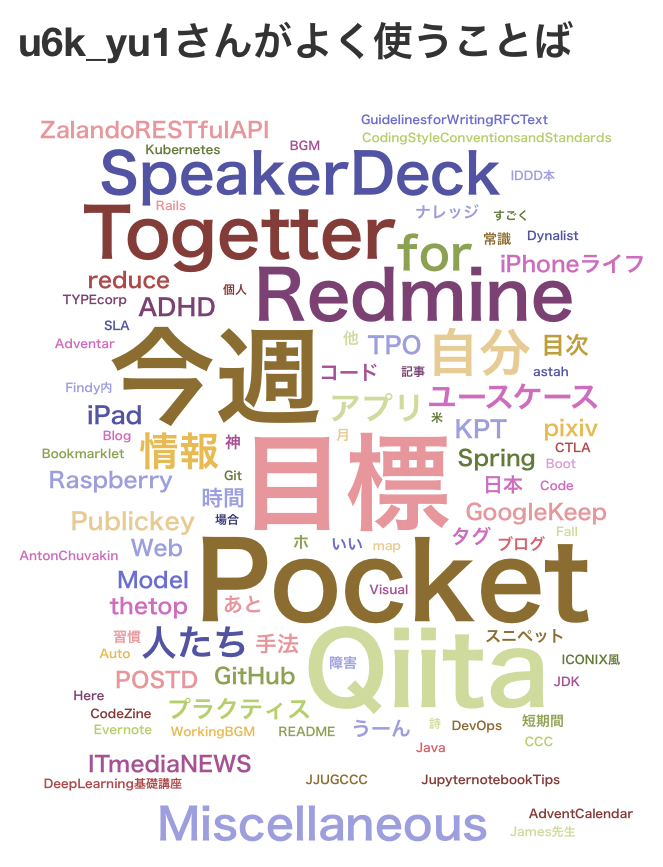 u6k_yu1さんがよく使うことば
ZalandoRESTfulAPI
GuidelinesforWritingRFCText
CodingStyleConventionsandStandards
Kubernetes
BGM
SpeakerDeck
IDDD本
Rails
ナレッジ
すごく
Togetter
for
常識
Dynalist
iPhoneライフ
reduce
個人
TYPEcorp
ADHD
Redmine
SLA
Adventar
今週
他
TPO
自分
目次
コード
記事
astah
Findy内
アプリ
ユースケース
iPad
米
Blog
情報
神
月
KPT
pixiv
Bookmarklet
目標
Spring
CTLA
Boot
Raspberry
Git
時間
日本
Code
場合
Publickey
GoogleKeep
AntonChuvakin
Web
ホ
いい
map
タグ
ブログ
Fall
Model
Pocket
Visual
thetop
あと
習慣
人たち
手法
スニペット
Auto
Qiita
障害
ICONIX風
POSTD
GitHub
JDK
Here
CodeZine
プラクティス
Evernote
WorkingBGM
README
うーん
詩
DevOps
短期間
Java
CCC
ITmediaNEWS
DeepLearning基礎講座
JJUGCCC
JupyternotebookTips
Miscellaneous
AdventCalendar
James先生